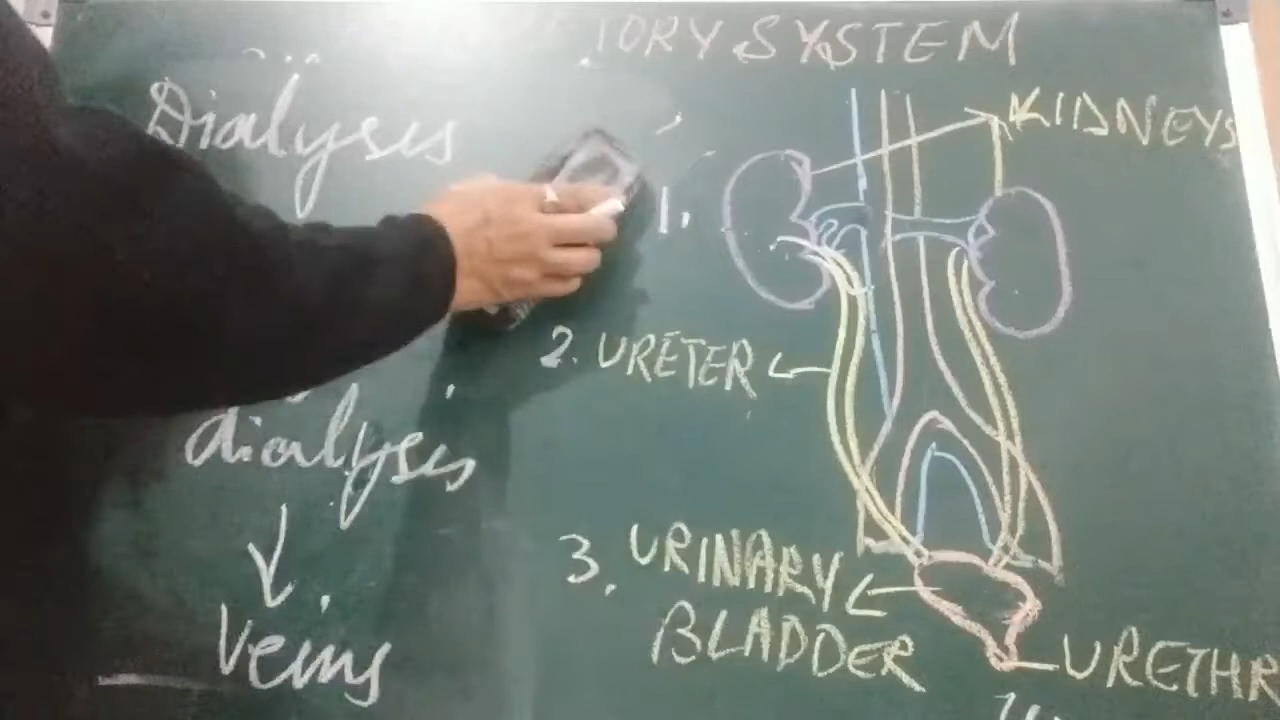 TORY SYSTEM
Dialysis
KIDNEYS
1.
2. URETER
dialysis
3. URINARY
BLADDER
Veins
URETHR